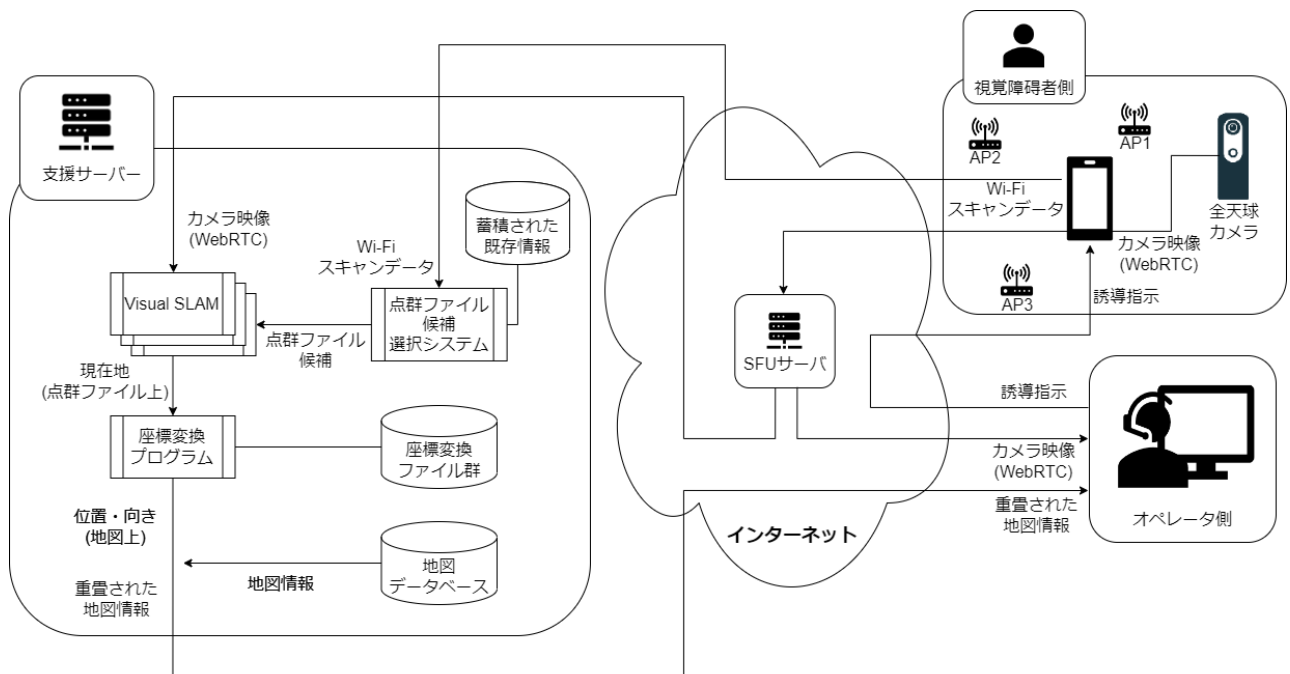 視覚障碍者側
支援サーバー
AP2
AP1
Wi-Fi
スキャンデータ
全天球
カメラ
カメラ映像
(WebRTC)
AP3
誘導指示
カメラ映像
(WebRTC)
蓄積された
既存情報
Wi-Fi
スキャンデータ
Visual SLAM
点群ファイル
候補
選択システム
点群ファイル
候補
SFUサーバ
現在地
(点群ファイル上)
誘導指示
座標変換
プログラム
座標変換
ファイル群
カメラ映像
(WebRTC)
重畳された
地図情報
オペレータ側
インターネット
位置・向き
(地図上)
地図情報
地図
データベース
重畳された
地図情報